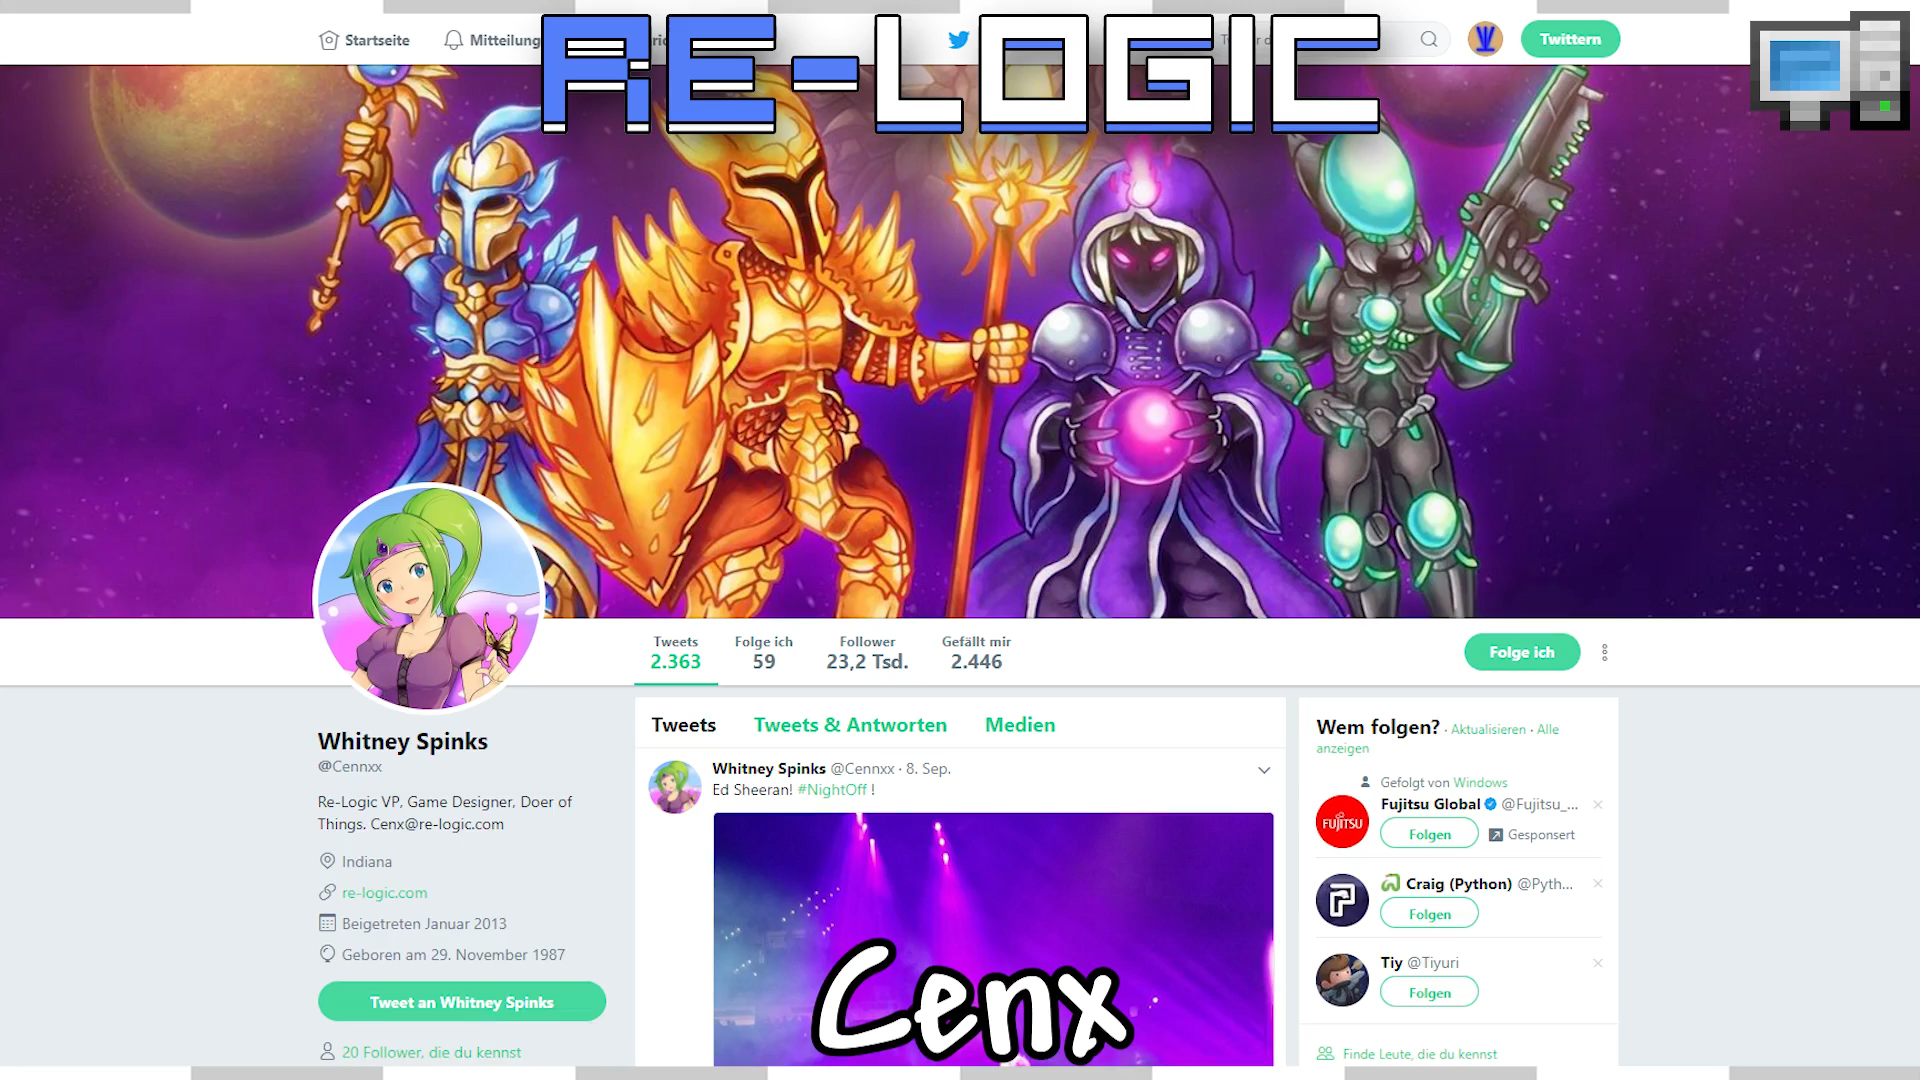 RE-LOGIC
Startseite
Mitteilung
Twittern
Tweets
2.363
Folge ich
59
Follower
23,2 Tsd.
Gefällt mir
2.446
Folge ich
Whitney Spinks
@Cennxx
Re-Logic VP, Game Designer, Doer of
Things. Cenx@re-logic.com
Indiana
re-logic.com
Beigetreten Januar 2013
Geboren am 29. November 1987
Tweet an Whitney Spinks
20 Follower, die du kennst
Tweets Tweets & Antworten Medien
Whitney Spinks @Cennxx · 8. Sep.
Ed Sheeran! #NightOff !
Cenx
Wem folgen? · Aktualisieren · Alle
anzeigen
Gefolgt von Windows
Fujitsu Global @Fujitsu_...
FUJITSU
Folgen
Gesponsert
Craig (Python) @Pyth...
Folgen
Tiy @Tiyuri
Folgen
Finde Leute, die du kennst